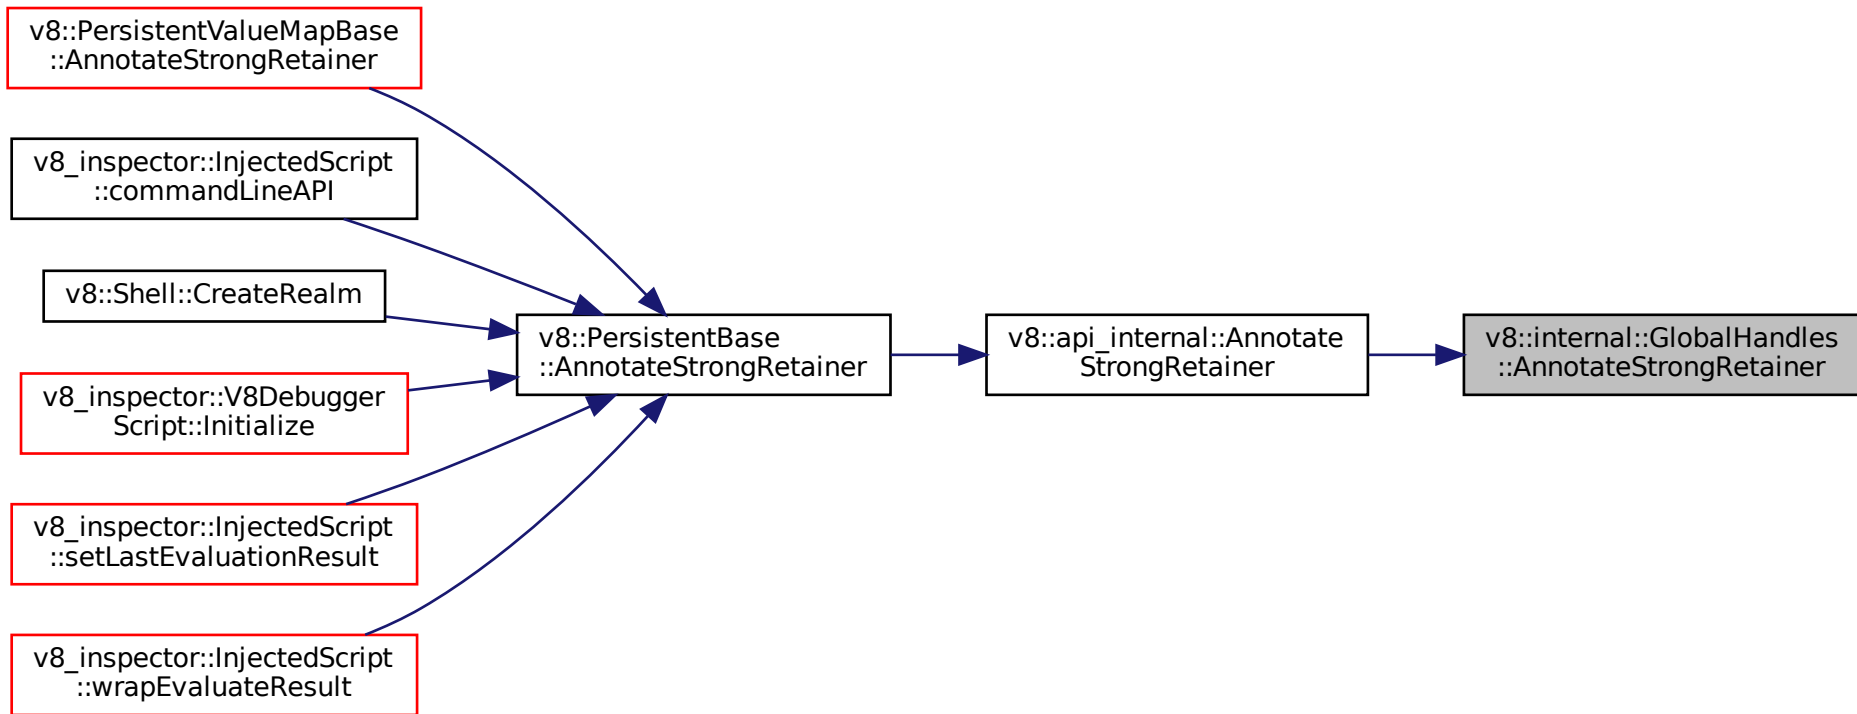 v8::PersistentValueMapBase
::AnnotateStrongRetainer
v8_inspector::InjectedScript
::commandLineAPI
v8::Shell::CreateRealm
v8_inspector::V8Debugger
Script::Initialize
v8_inspector::InjectedScript
::setLastEvaluationResult
v8_inspector::InjectedScript
::wrapEvaluateResult
v8::PersistentBase
::AnnotateStrongRetainer
v8::api_internal::Annotate
StrongRetainer
v8::internal::GlobalHandles
::AnnotateStrongRetainer